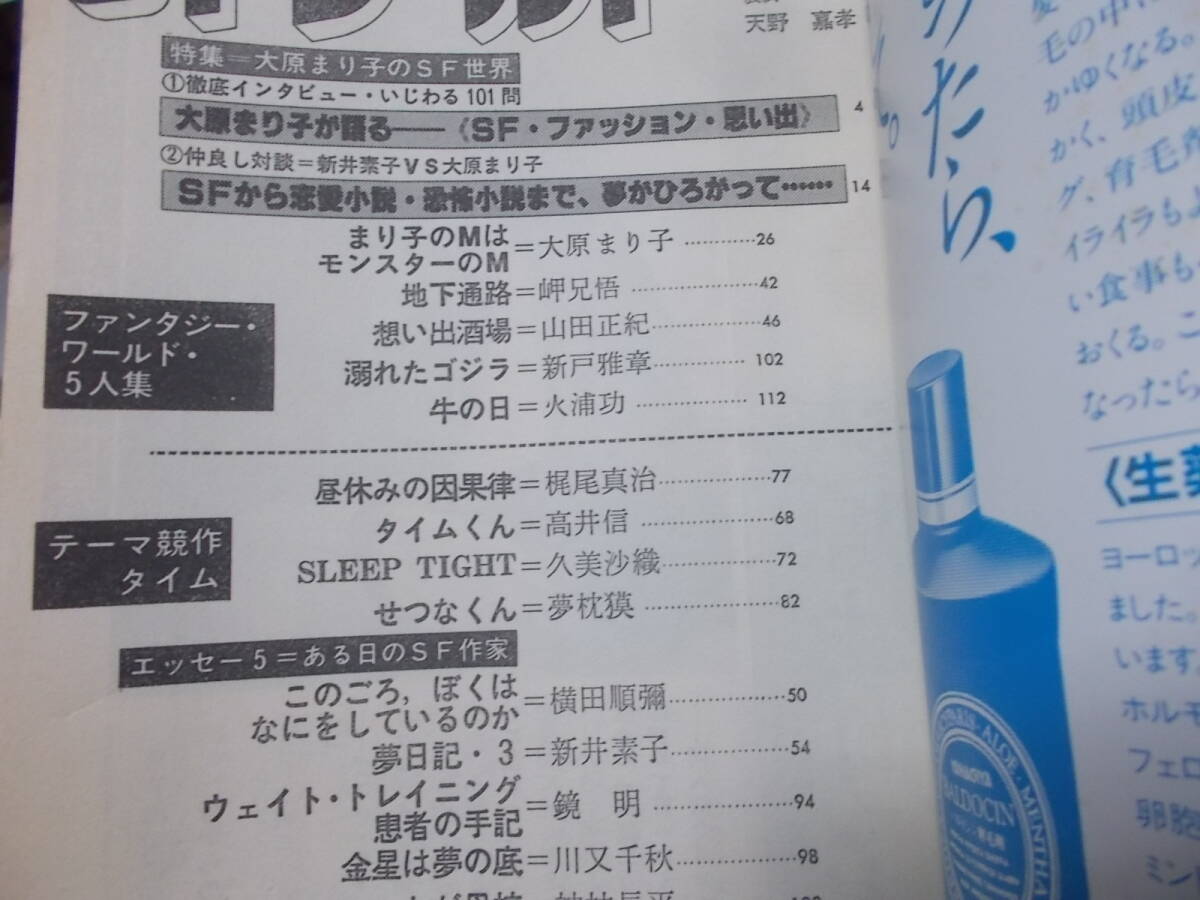 天野 嘉孝
特集=大原まり子のSF世界
①徹底インタビュー・いじわる101問
大原まり子が語る──〈SF・ファッション・思い出〉 4
②仲良し対談=新井素子VS大原まり子
SFから恋愛小説・恐怖小説まで、夢がひろがって…… 14
ファンタジー・
ワールド・
5人集
まり子のMは
モンスターのM=大原まり子…………26
地下通路=岬兄悟…………………42
想い出酒場=山田正紀………………46
溺れたゴジラ=新戸雅章……………102
牛の日=火浦功………………112
テーマ競作
タイム
昼休みの因果律=梶尾真治………………77
タイムくん=高井信…………………68
SLEEP TIGHT=久美沙織………………72
せつなくん=夢枕獏…………………82
エッセー5=ある日のSF作家
このごろ，ぼくは
なにをしているのか=横田順彌………………50
夢日記・3=新井素子………………54
ウェイト・トレイニング
患者の手記=鏡 明…………………94
金星は夢の底=川又千秋………………98
たら、
毛の中に
かゆくなる。
かく、頭皮
グ、育毛剤
イライラもよ
い食事も
おくる。こ
なったら
〈生薬
ヨーロッ
ました。
います
ホルモ
フェロ
卵胞
ミン
PARIS・ALOE・MENTHA
BALDOCIN